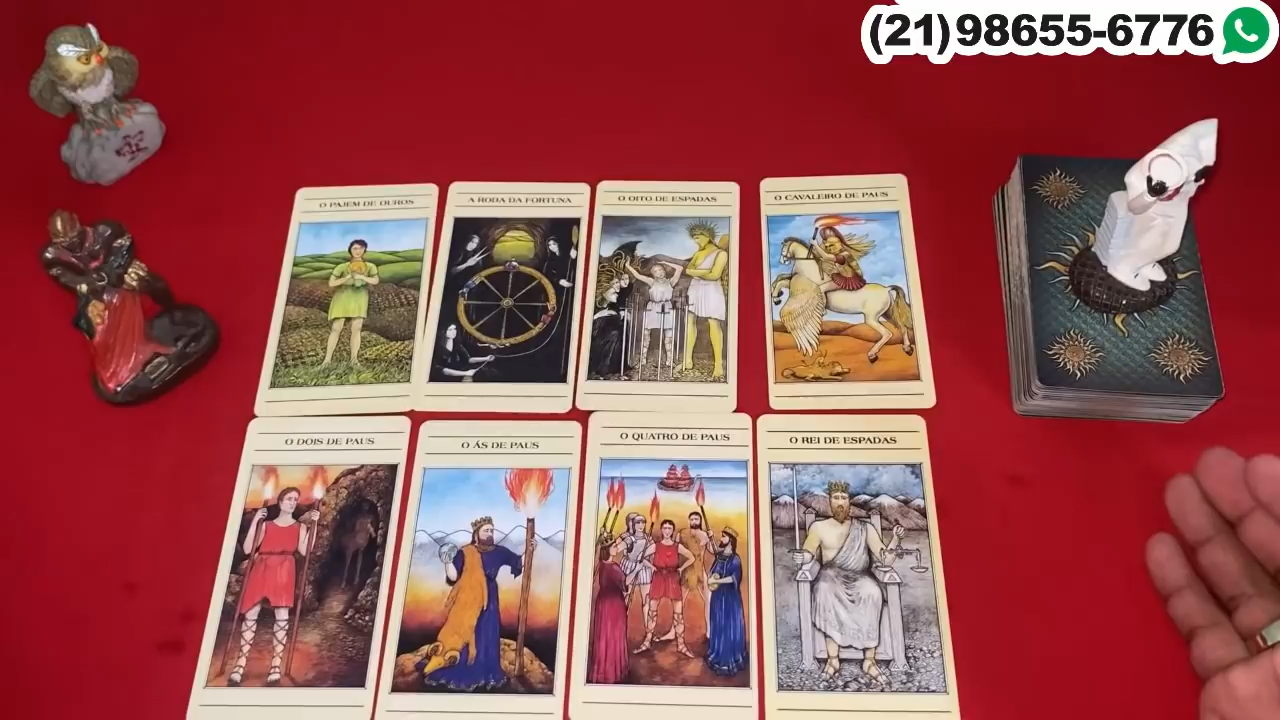 (21)98655-6776
O PAJEM DE OUROS
A RODA DA FORTUNA
O OITO DE ESPADAS
O CAVALEIRO DE PAUS
O DOIS DE PAUS
O ÁS DE PAUS
O QUATRO DE PAUS
O REI DE ESPADAS